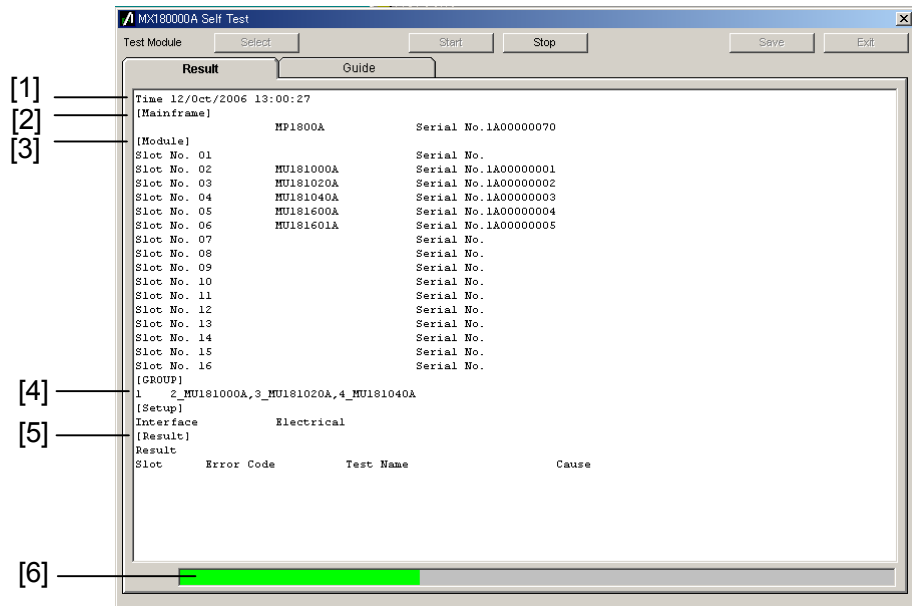 MX180000A Self Test
Test Module Select Start Stop Save Exit
Result Guide
[1] Time 12/Oct/2006 13:00:27
[2] [Mainframe]
MP1800A Serial No.1A00000070
[3] [Module]
Slot No. 01 Serial No.
Slot No. 02 MU181000A Serial No.1A00000001
Slot No. 03 MU181020A Serial No.1A00000002
Slot No. 04 MU181040A Serial No.1A00000003
Slot No. 05 MU181600A Serial No.1A00000004
Slot No. 06 MU181601A Serial No.1A00000005
Slot No. 07 Serial No.
Slot No. 08 Serial No.
Slot No. 09 Serial No.
Slot No. 10 Serial No.
Slot No. 11 Serial No.
Slot No. 12 Serial No.
Slot No. 13 Serial No.
Slot No. 14 Serial No.
Slot No. 15 Serial No.
Slot No. 16 Serial No.
[GROUP]
[4] 1 2_MU181000A,3_MU181020A,4_MU181040A
[Setup]
Interface Electrical
[5] [Result]
Result
Slot Error Code Test Name Cause
[6]